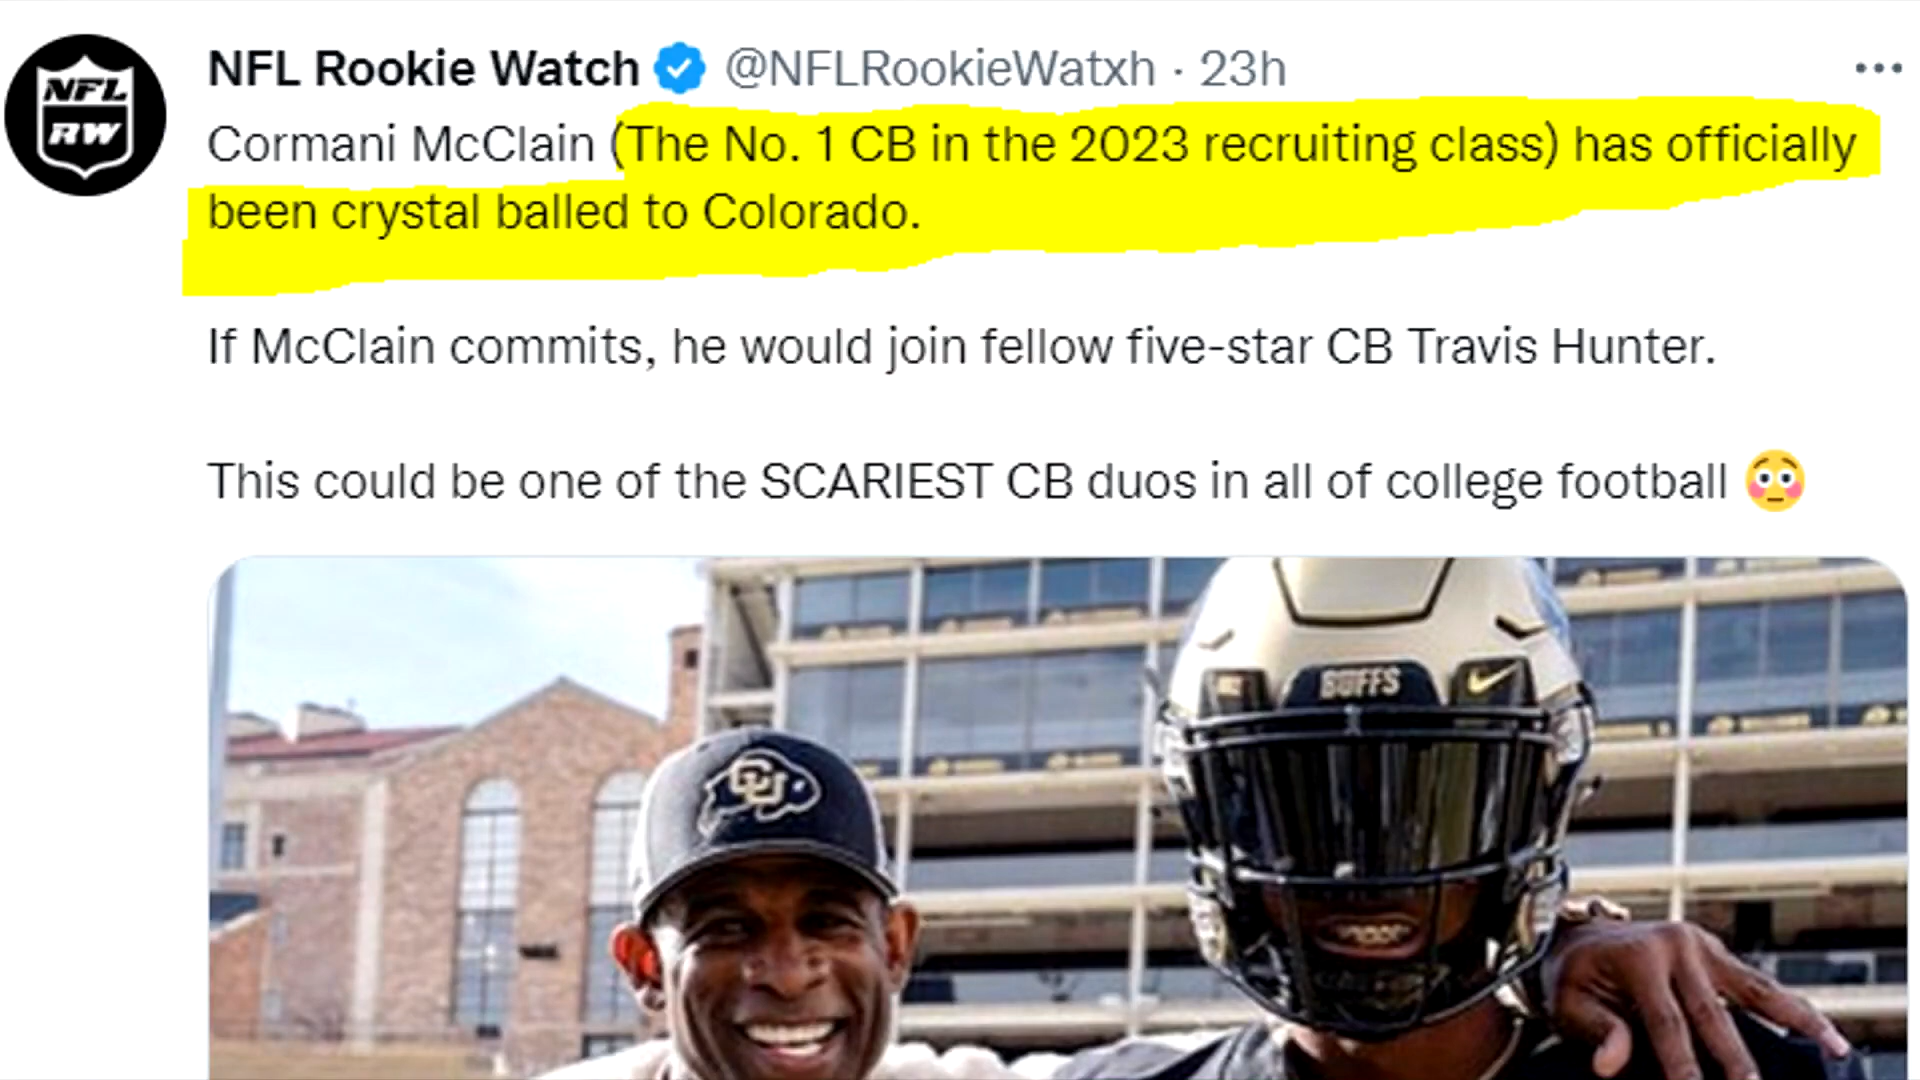 NFL Rookie Watch @NFLRookieWatxh · 23h
NFL
RW
Cormani McClain (The No. 1 CB in the 2023 recruiting class) has officially
been crystal balled to Colorado.
If McClain commits, he would join fellow five-star CB Travis Hunter.
This could be one of the SCARIEST CB duos in all of college football 😳
BUFFS
CU